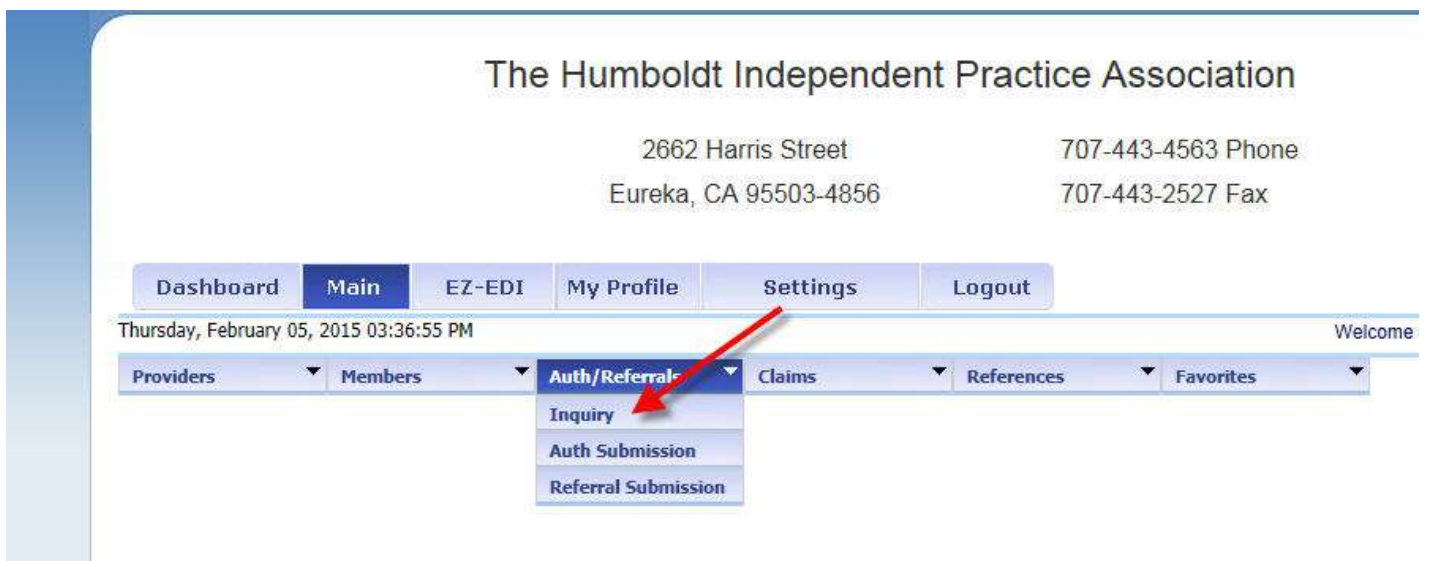 The Humboldt Independent Practice Association
2662 Harris Street 707-443-4563 Phone
Eureka, CA 95503-4856 707-443-2527 Fax
Dashboard Main EZ-EDI My Profile Settings Logout
Thursday, February 05, 2015 03:36:55 PM Welcome
Providers Members Auth/Referrals Claims References Favorites
Inquiry
Auth Submission
Referral Submission